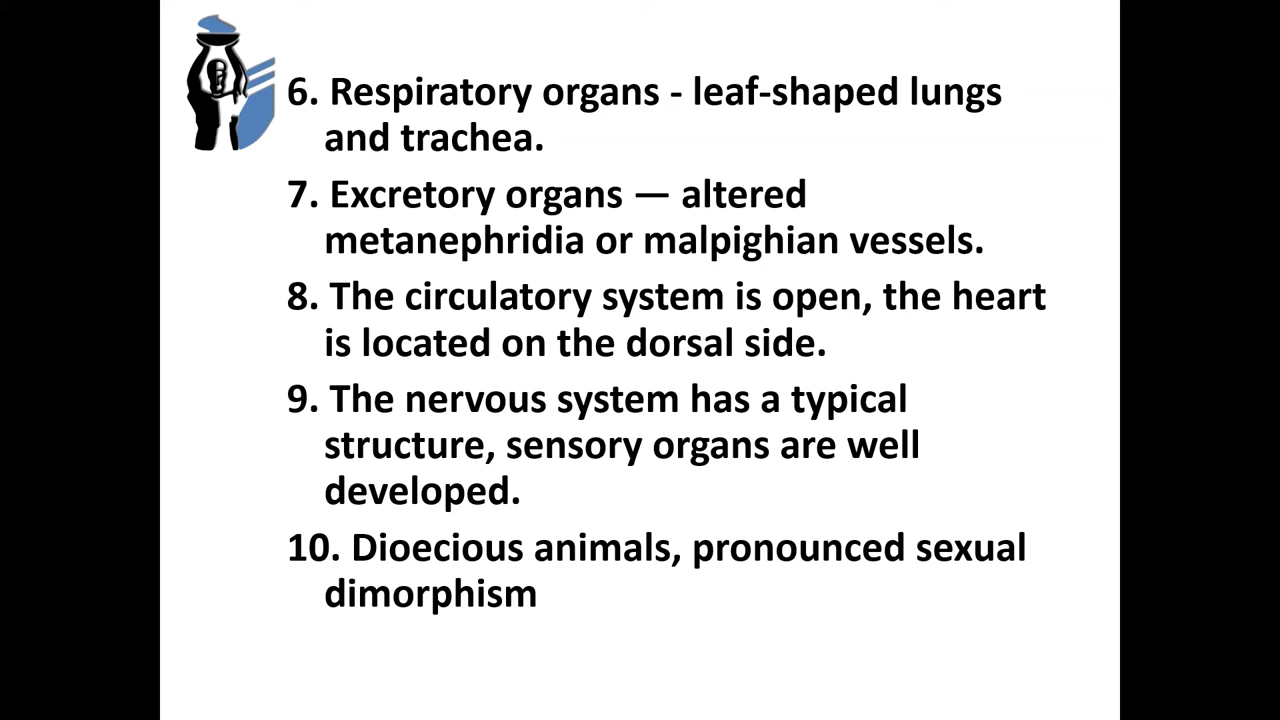 6. Respiratory organs - leaf-shaped lungs
and trachea.
7. Excretory organs — altered
metanephridia or malpighian vessels.
8. The circulatory system is open, the heart
is located on the dorsal side.
9. The nervous system has a typical
structure, sensory organs are well
developed.
10. Dioecious animals, pronounced sexual
dimorphism